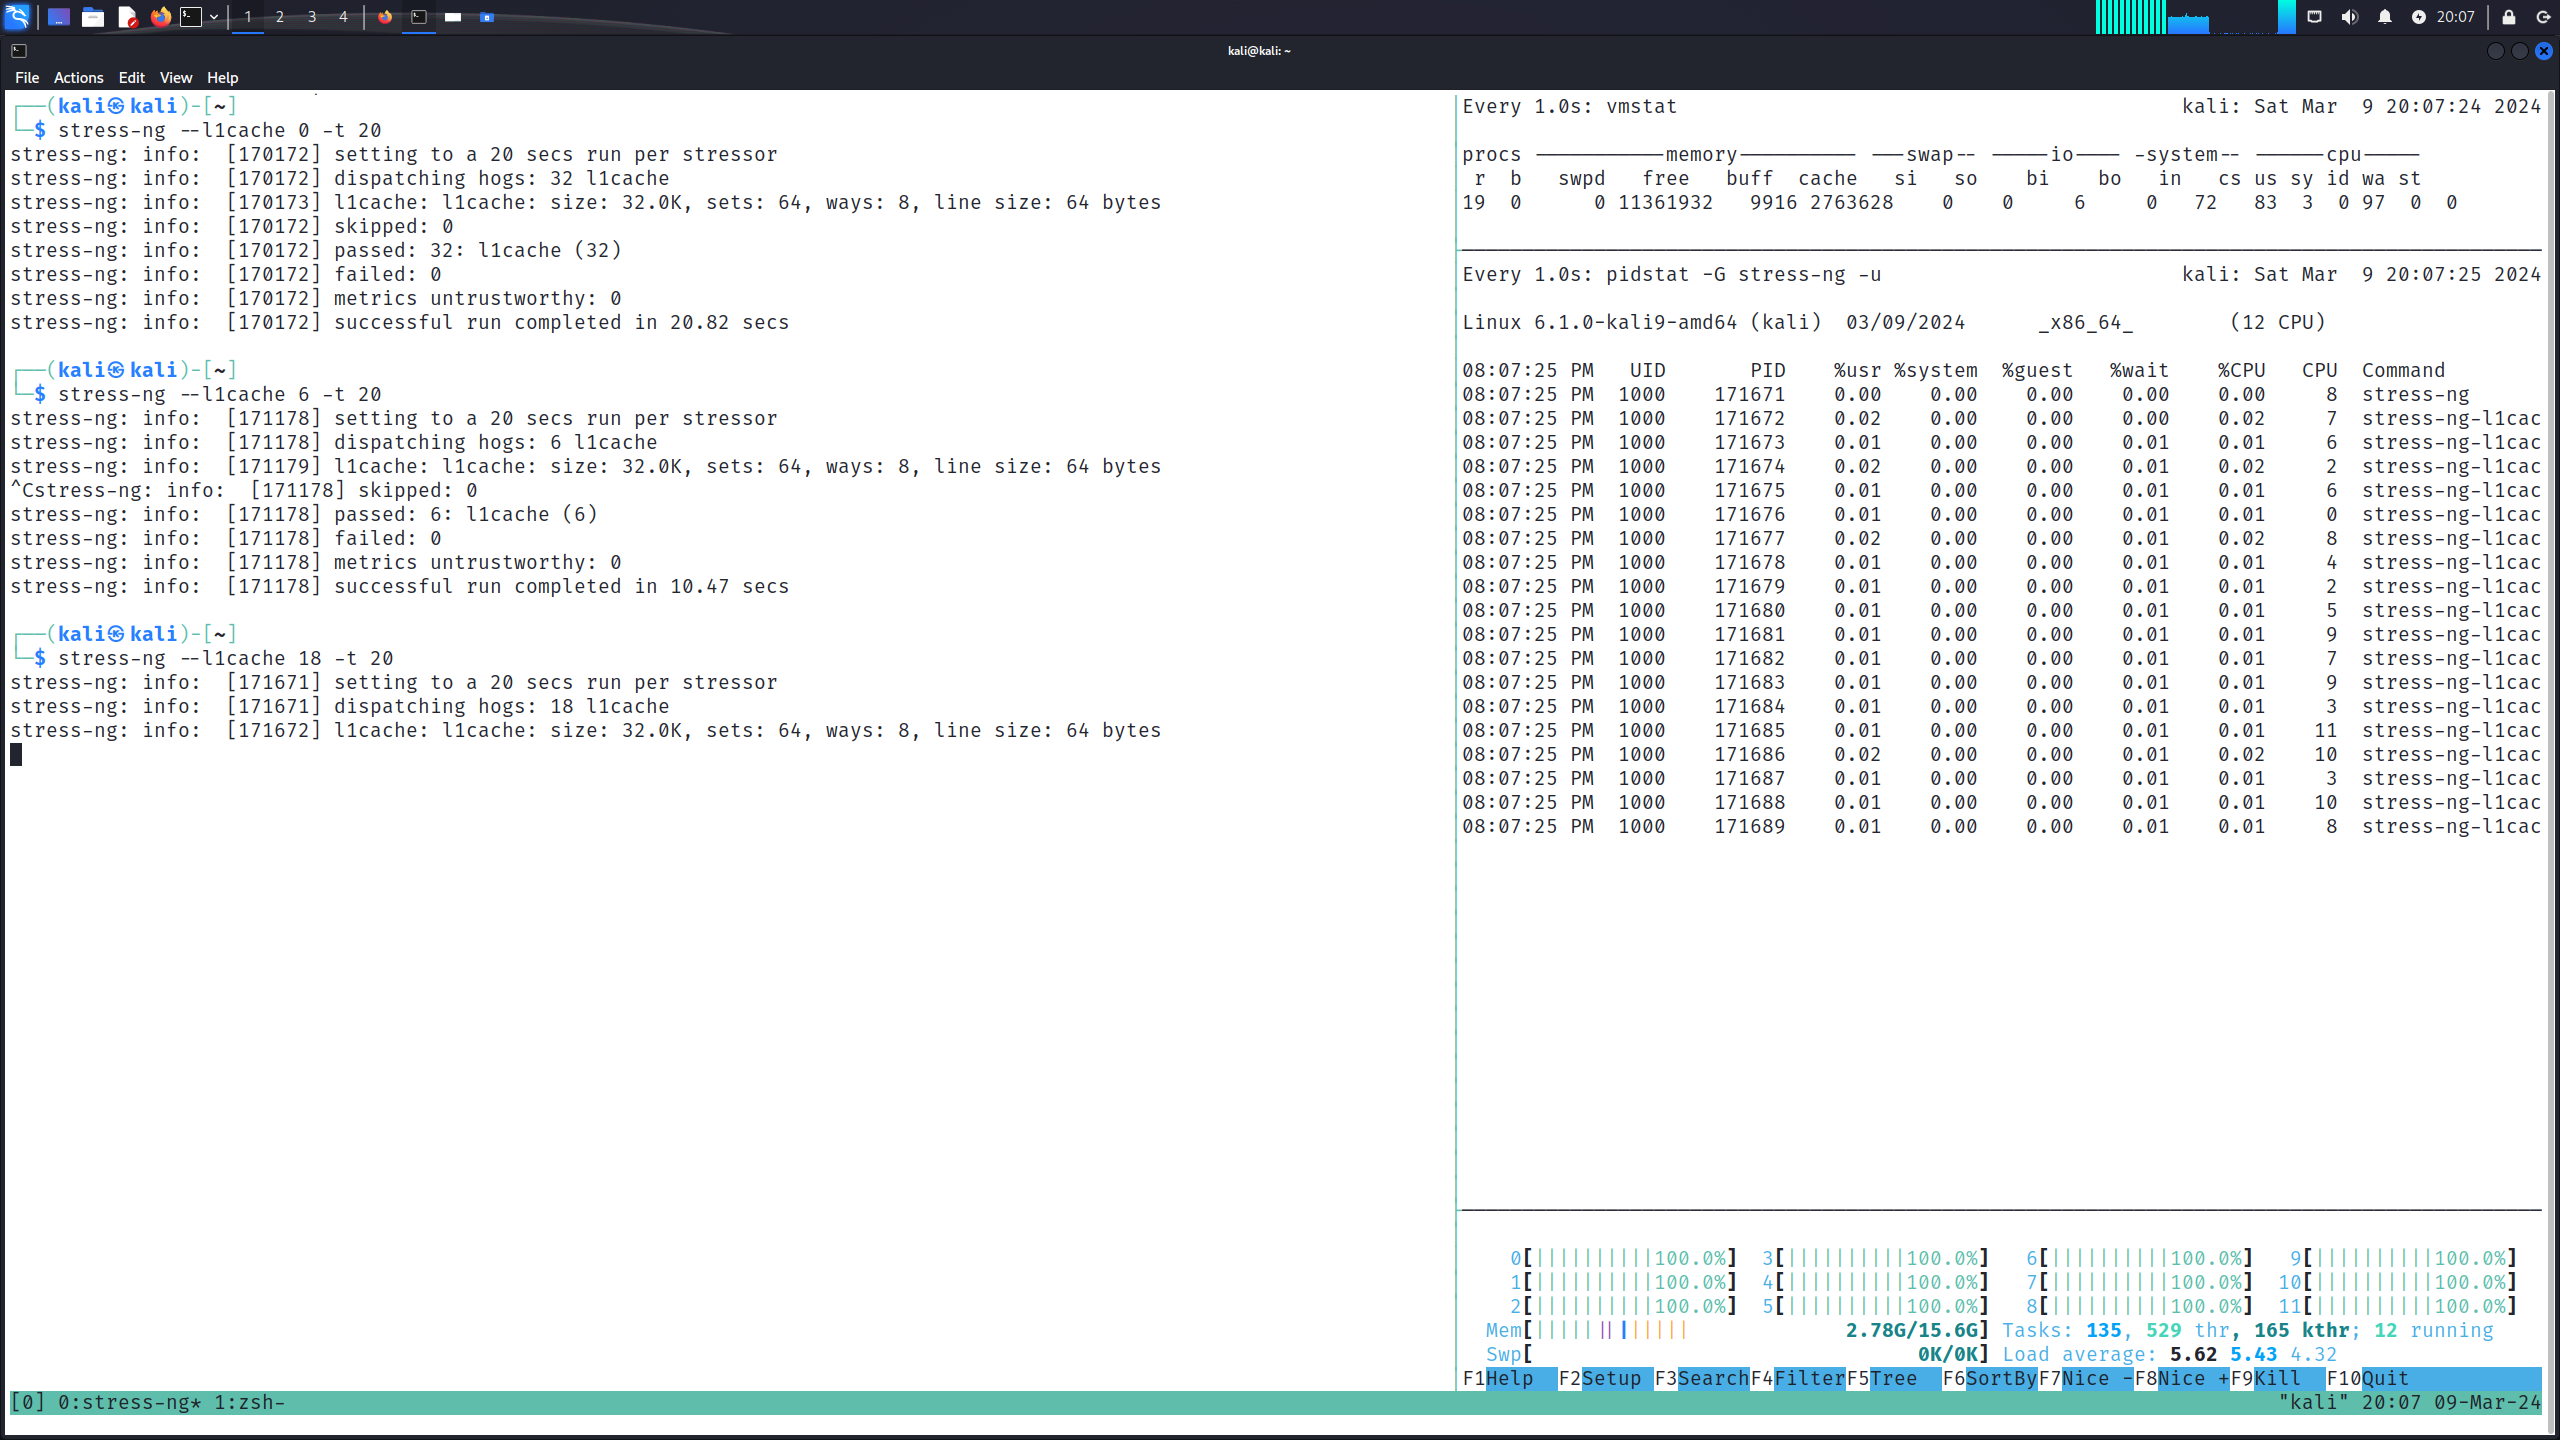 1 2 3 4 20:07
kali@kali: ~
File Actions Edit View Help
┌──(kali㉿kali)-[~]
└─$ stress-ng --l1cache 0 -t 20
stress-ng: info:  [170172] setting to a 20 secs run per stressor
stress-ng: info:  [170172] dispatching hogs: 32 l1cache
stress-ng: info:  [170173] l1cache: l1cache: size: 32.0K, sets: 64, ways: 8, line size: 64 bytes
stress-ng: info:  [170172] skipped: 0
stress-ng: info:  [170172] passed: 32: l1cache (32)
stress-ng: info:  [170172] failed: 0
stress-ng: info:  [170172] metrics untrustworthy: 0
stress-ng: info:  [170172] successful run completed in 20.82 secs
┌──(kali㉿kali)-[~]
└─$ stress-ng --l1cache 6 -t 20
stress-ng: info:  [171178] setting to a 20 secs run per stressor
stress-ng: info:  [171178] dispatching hogs: 6 l1cache
stress-ng: info:  [171179] l1cache: l1cache: size: 32.0K, sets: 64, ways: 8, line size: 64 bytes
^Cstress-ng: info:  [171178] skipped: 0
stress-ng: info:  [171178] passed: 6: l1cache (6)
stress-ng: info:  [171178] failed: 0
stress-ng: info:  [171178] metrics untrustworthy: 0
stress-ng: info:  [171178] successful run completed in 10.47 secs
┌──(kali㉿kali)-[~]
└─$ stress-ng --l1cache 18 -t 20
stress-ng: info:  [171671] setting to a 20 secs run per stressor
stress-ng: info:  [171671] dispatching hogs: 18 l1cache
stress-ng: info:  [171672] l1cache: l1cache: size: 32.0K, sets: 64, ways: 8, line size: 64 bytes
Every 1.0s: vmstat kali: Sat Mar  9 20:07:24 2024
procs -----------memory---------- ---swap-- -----io---- -system-- ------cpu-----
r b swpd free buff cache si so bi bo in cs us sy id wa st
19 0 0 11361932 9916 2763628 0 0 6 0 72 83 3 0 97 0 0
Every 1.0s: pidstat -G stress-ng -u kali: Sat Mar  9 20:07:25 2024
Linux 6.1.0-kali9-amd64 (kali) 03/09/2024 _x86_64_ (12 CPU)
08:07:25 PM UID PID %usr %system %guest %wait %CPU CPU Command
08:07:25 PM 1000 171671 0.00 0.00 0.00 0.00 0.00 8 stress-ng
08:07:25 PM 1000 171672 0.02 0.00 0.00 0.00 0.02 7 stress-ng-l1cac
08:07:25 PM 1000 171673 0.01 0.00 0.00 0.01 0.01 6 stress-ng-l1cac
08:07:25 PM 1000 171674 0.02 0.00 0.00 0.01 0.02 2 stress-ng-l1cac
08:07:25 PM 1000 171675 0.01 0.00 0.00 0.01 0.01 6 stress-ng-l1cac
08:07:25 PM 1000 171676 0.01 0.00 0.00 0.01 0.01 0 stress-ng-l1cac
08:07:25 PM 1000 171677 0.02 0.00 0.00 0.01 0.02 8 stress-ng-l1cac
08:07:25 PM 1000 171678 0.01 0.00 0.00 0.01 0.01 4 stress-ng-l1cac
08:07:25 PM 1000 171679 0.01 0.00 0.00 0.01 0.01 2 stress-ng-l1cac
08:07:25 PM 1000 171680 0.01 0.00 0.00 0.01 0.01 5 stress-ng-l1cac
08:07:25 PM 1000 171681 0.01 0.00 0.00 0.01 0.01 9 stress-ng-l1cac
08:07:25 PM 1000 171682 0.01 0.00 0.00 0.01 0.01 7 stress-ng-l1cac
08:07:25 PM 1000 171683 0.01 0.00 0.00 0.01 0.01 9 stress-ng-l1cac
08:07:25 PM 1000 171684 0.01 0.00 0.00 0.01 0.01 3 stress-ng-l1cac
08:07:25 PM 1000 171685 0.01 0.00 0.00 0.01 0.01 11 stress-ng-l1cac
08:07:25 PM 1000 171686 0.02 0.00 0.00 0.01 0.02 10 stress-ng-l1cac
08:07:25 PM 1000 171687 0.01 0.00 0.00 0.01 0.01 3 stress-ng-l1cac
08:07:25 PM 1000 171688 0.01 0.00 0.00 0.01 0.01 10 stress-ng-l1cac
08:07:25 PM 1000 171689 0.01 0.00 0.00 0.01 0.01 8 stress-ng-l1cac
0[||||||||||100.0%] 3[||||||||||100.0%] 6[||||||||||100.0%] 9[||||||||||100.0%]
1[||||||||||100.0%] 4[||||||||||100.0%] 7[||||||||||100.0%] 10[||||||||||100.0%]
2[||||||||||100.0%] 5[||||||||||100.0%] 8[||||||||||100.0%] 11[||||||||||100.0%]
Mem[||||||||||||| 2.78G/15.6G] Tasks: 135, 529 thr, 165 kthr; 12 running
Swp[ 0K/0K] Load average: 5.62 5.43 4.32
F1Help F2Setup F3SearchF4FilterF5Tree F6SortByF7Nice -F8Nice +F9Kill F10Quit
[0] 0:stress-ng* 1:zsh- "kali" 20:07 09-Mar-24